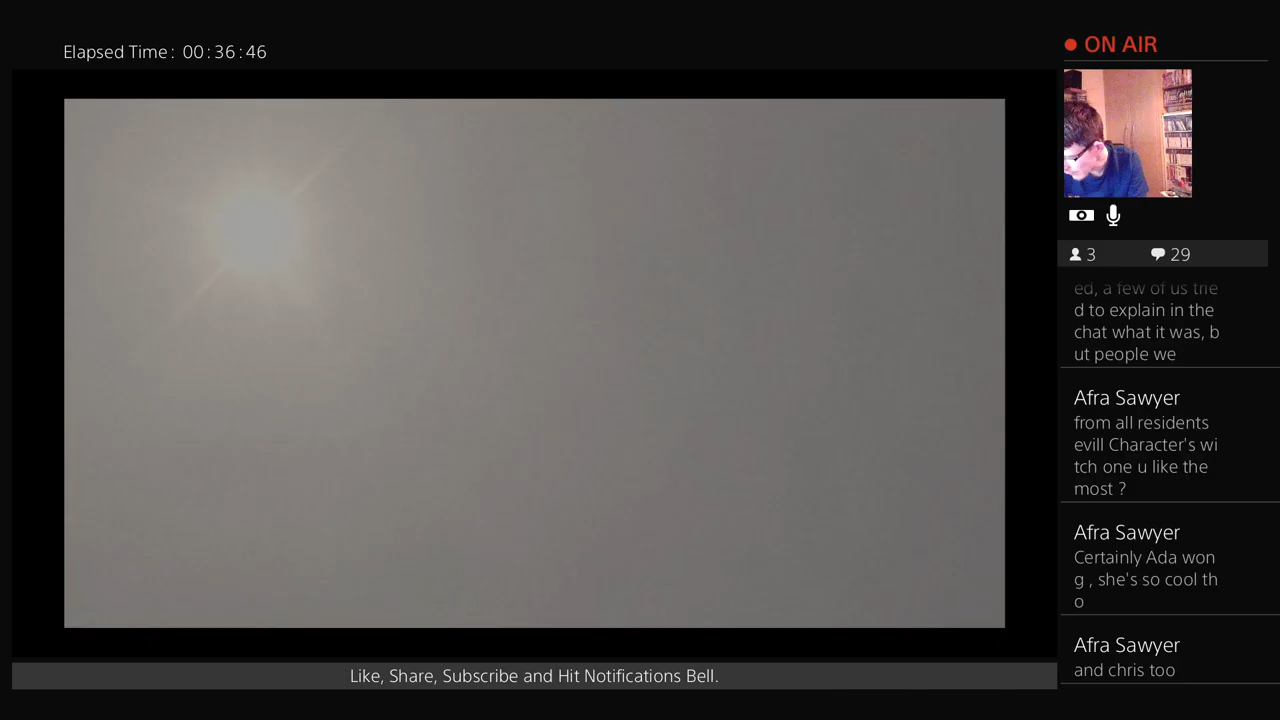 Elapsed Time: 00:36:46
ON AIR
3
29
ed, a few of us trie
d to explain in the
chat what it was, b
ut people we
Afra Sawyer
from all residents
evill Character's wi
tch one u like the
most ?
Afra Sawyer
Certainly Ada won
g , she's so cool th
o
Afra Sawyer
and chris too
Like, Share, Subscribe and Hit Notifications Bell.